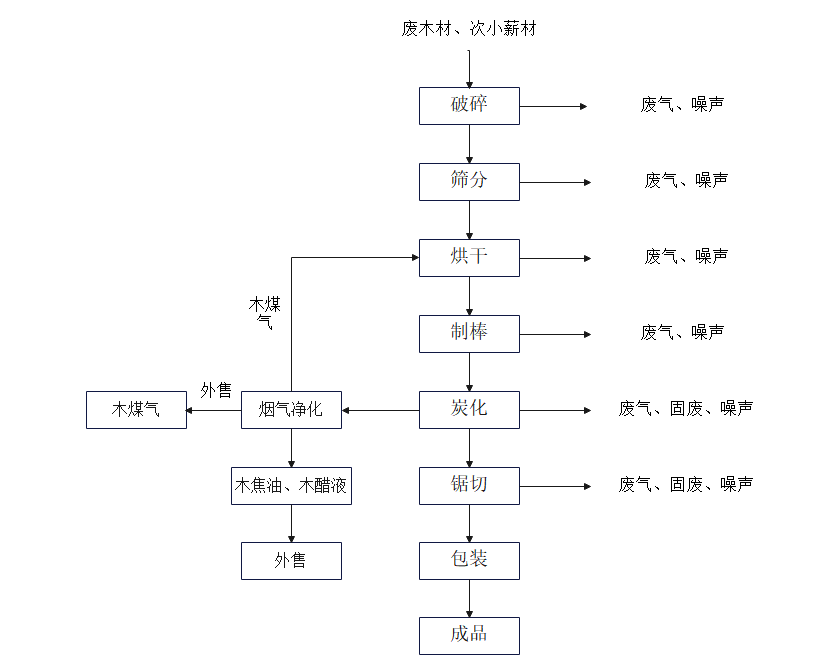 废木材、次小薪材
破碎
废气、噪声
筛分
废气、噪声
烘干
废气、噪声
木煤
气
制棒
废气、噪声
外售
木煤气
烟气净化
炭化
废气、固废、噪声
木焦油、木醋液
锯切
废气、固废、噪声
外售
包装
成品